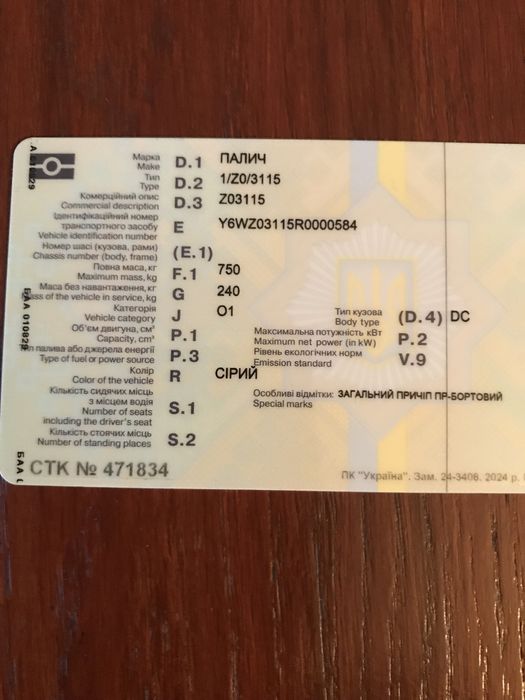 Марка
Make D.1 ПАЛИЧ
Тип
Type D.2 1/Z0/3115
Комерційний опис
Commercial description D.3 Z03115
Ідентифікаційний номер
транспортного засобу
Vehicle identification number E Y6WZ03115R0000584
Номер шасі (кузова, рами)
Chassis number (body, frame) (E.1)
Повна маса, кг
Maximum mass, kg F.1 750
Маса без навантаження, кг
ass of the vehicle in service, kg G 240
Категорія
Vehicle category J O1
Об'єм двигуна, см³
Capacity, cm³ P.1
палива або джерела енергії
Type of fuel or power source P.3
Колір
Color of the vehicle R СІРИЙ
Кількість сидячих місць
з місцем водія
Number of seats
including the driver's seat S.1
Кількість стоячих місць
Number of standing places S.2
СТК № 471834
Тип кузова
Body type (D.4) DC
Максимальна потужність кВт
Maximum net power (in kW) P.2
Рівень екологічних норм
Emission standard V.9
Особливі відмітки: ЗАГАЛЬНИЙ ПРИЧІП ПР-БОРТОВИЙ
Special marks
ПК "Україна". Зам. 24-3408. 2024 р.
БАА 010829